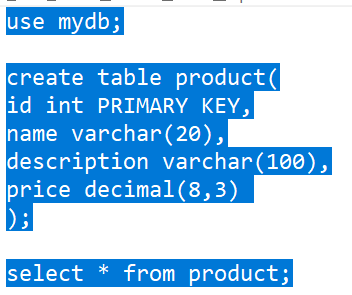 use mydb;
create table product(
id int PRIMARY KEY,
name varchar(20),
description varchar(100),
price decimal(8,3)
);
select * from product;